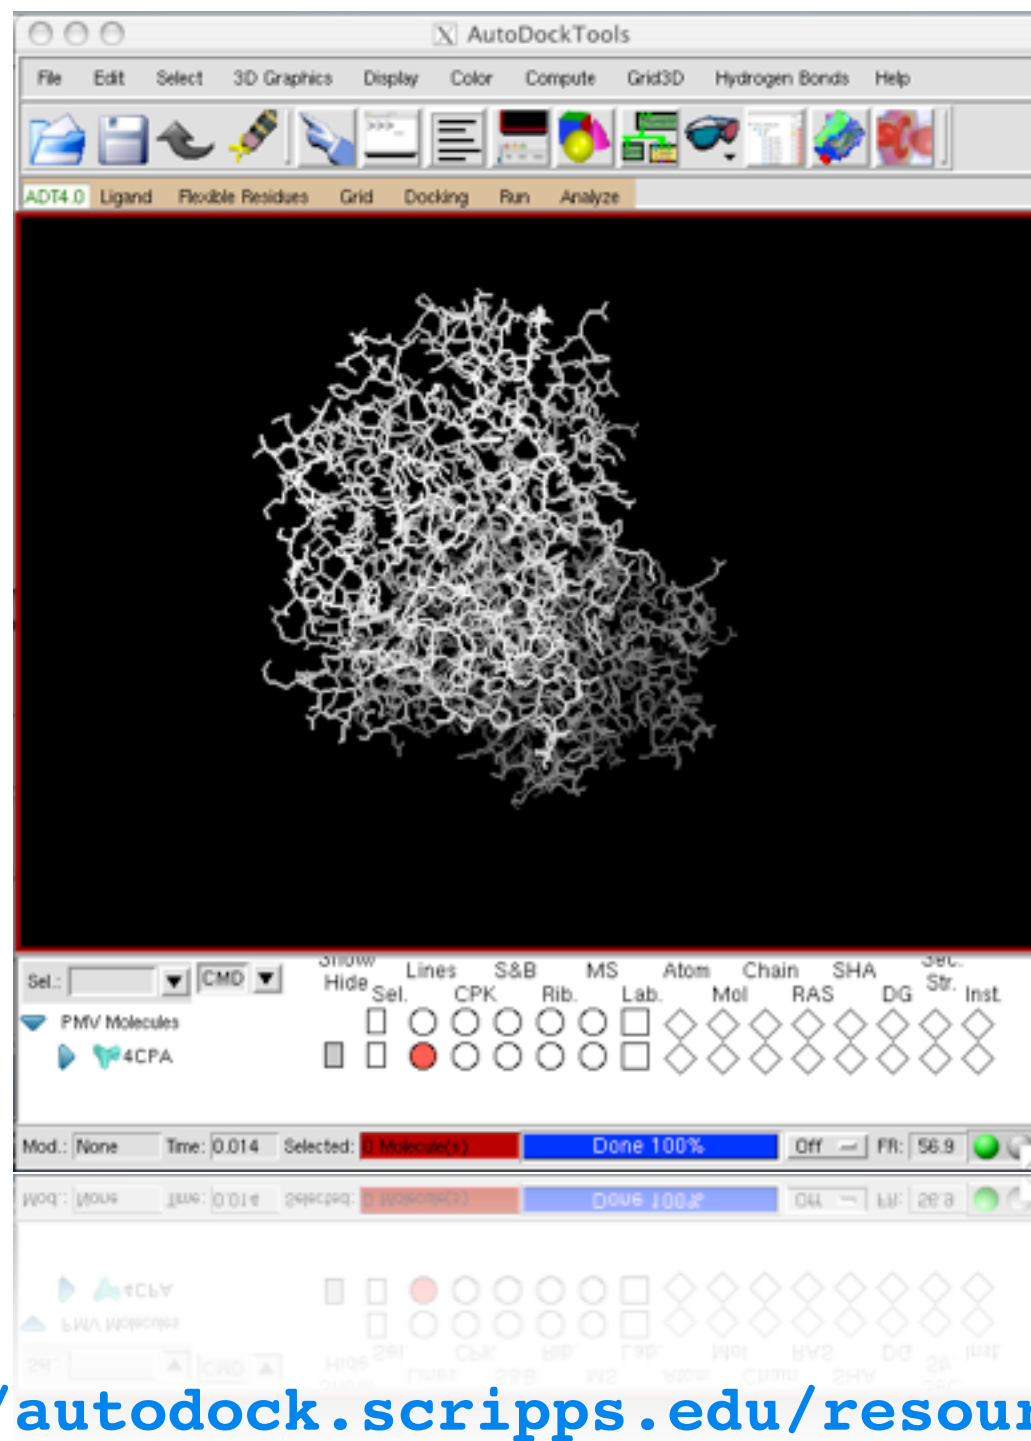 X AutoDockTools
File Edit Select 3D Graphics Display Color Compute Grid3D Hydrogen Bonds Help
ADT4.0 Ligand Flexible Residues Grid Docking Run Analyze
Sel.: CMD Show/ Hide Sel. Lines CPK S&B Rib. MS Lab. Atom Mol Chain RAS SHA DG Sec. Str. Inst.
PMV Molecules
4CPA
Mod.: None Time: 0.014 Selected: 0 Molecule(s) Done 100% Off FR: 56.9
/autodock.scripps.edu/resour